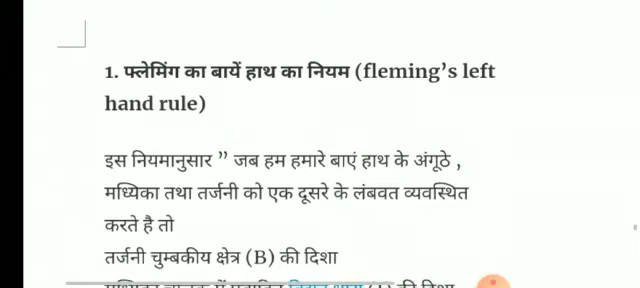 1. फ्लेमिंग का बायें हाथ का नियम (fleming’s left
hand rule)
इस नियमानुसार ” जब हम हमारे बाएं हाथ के अंगूठे ,
मध्यिका तथा तर्जनी को एक दूसरे के लंबवत व्यवस्थित
करते है तो
तर्जनी चुम्बकीय क्षेत्र (B) की दिशा